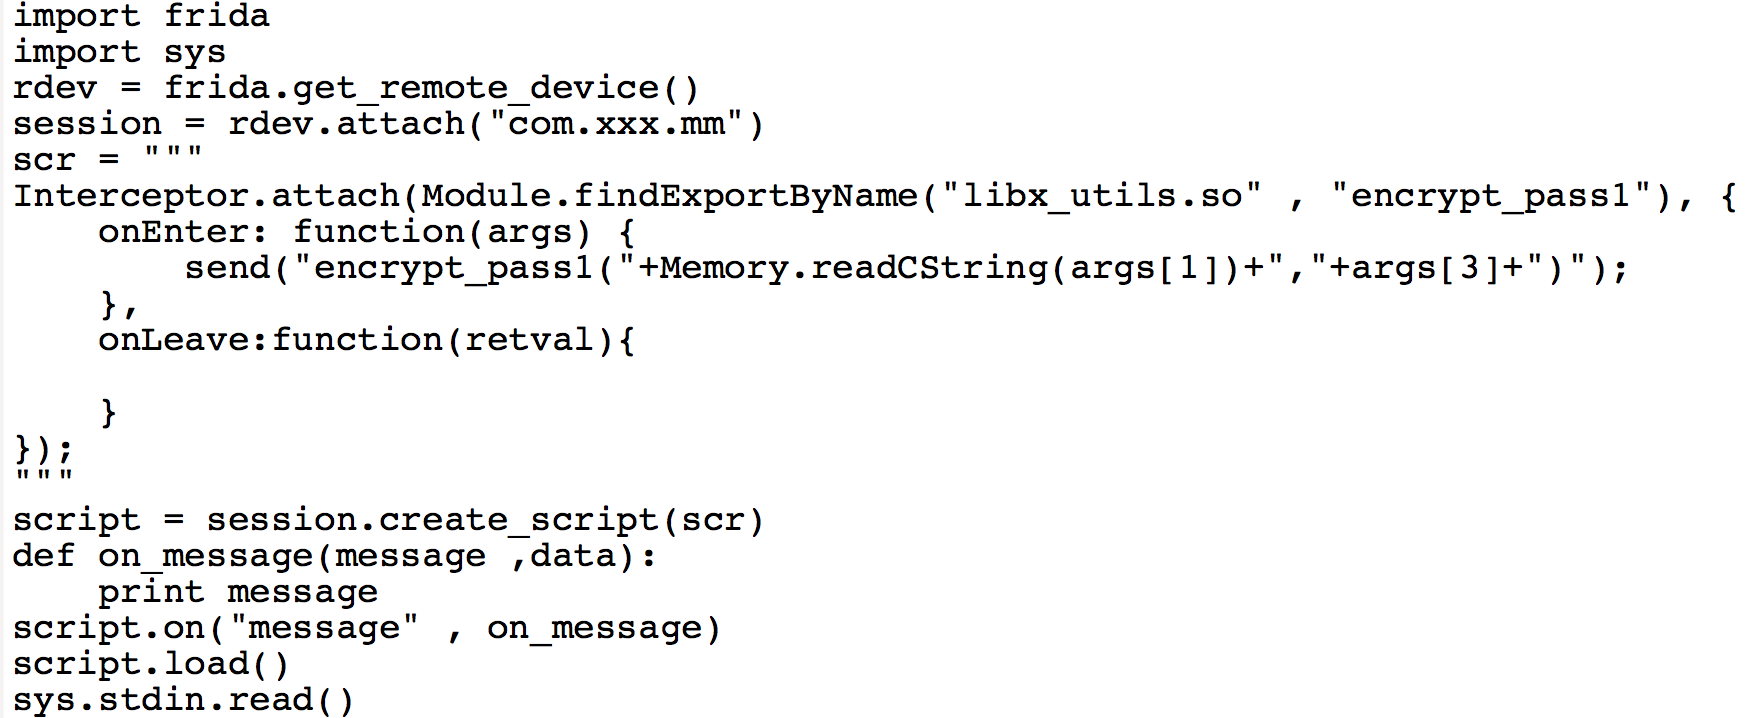 import frida
import sys
rdev = frida.get_remote_device()
session = rdev.attach("com.xxx.mm")
scr = """
Interceptor.attach(Module.findExportByName("libx_utils.so" , "encrypt_pass1"), {
    onEnter: function(args) {
        send("encrypt_pass1("+Memory.readCString(args[1])+","+args[3]+")");
    },
    onLeave:function(retval){

    }
});
"""
script = session.create_script(scr)
def on_message(message ,data):
    print message
script.on("message" , on_message)
script.load()
sys.stdin.read()